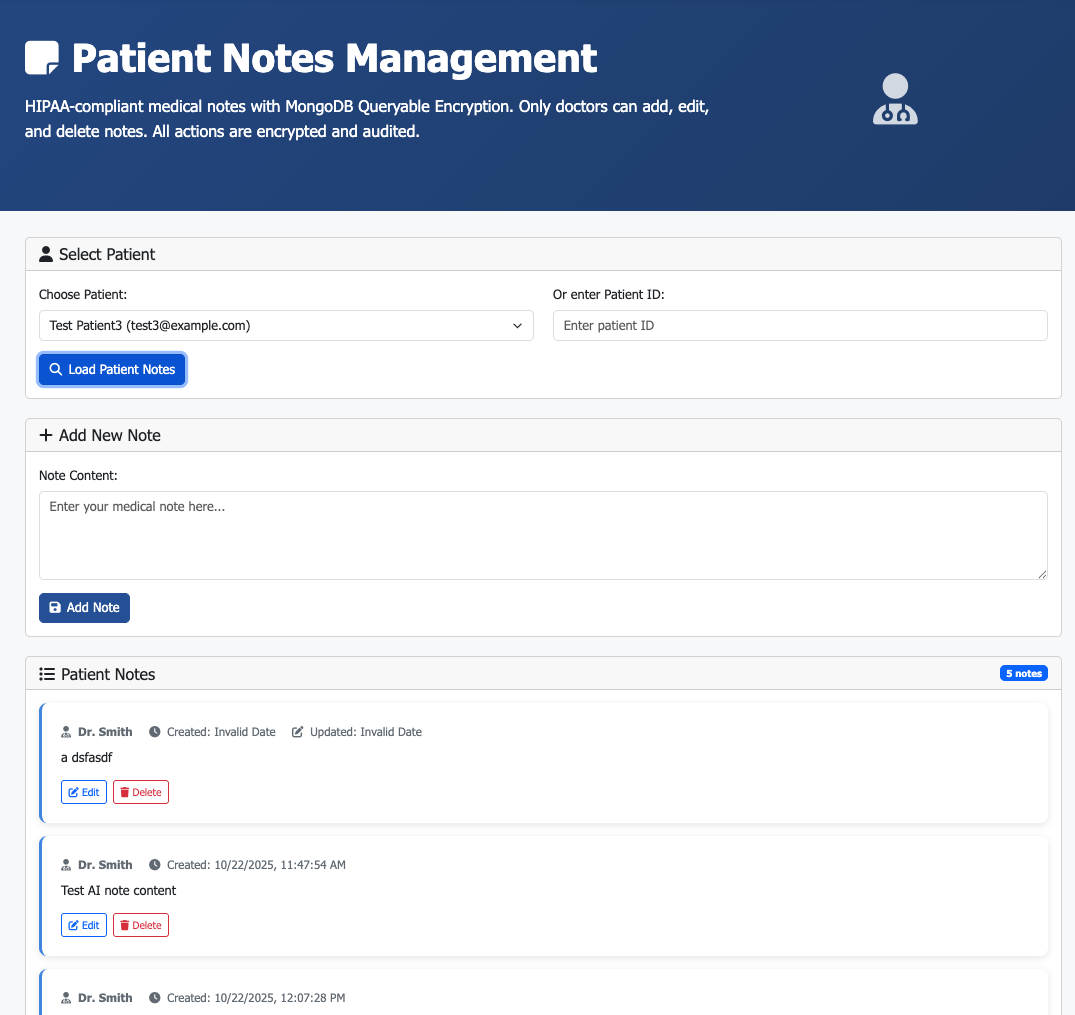 Patient Notes Management
HIPAA-compliant medical notes with MongoDB Queryable Encryption. Only doctors can add, edit,
and delete notes. All actions are encrypted and audited.
Select Patient
Choose Patient:
Or enter Patient ID:
Test Patient3 (test3@example.com)
Enter patient ID
Load Patient Notes
Add New Note
Note Content:
Enter your medical note here...
Add Note
Patient Notes
5 notes
Dr. Smith Created: Invalid Date Updated: Invalid Date
a dsfasdf
Edit Delete
Dr. Smith Created: 10/22/2025, 11:47:54 AM
Test AI note content
Edit Delete
Dr. Smith Created: 10/22/2025, 12:07:28 PM